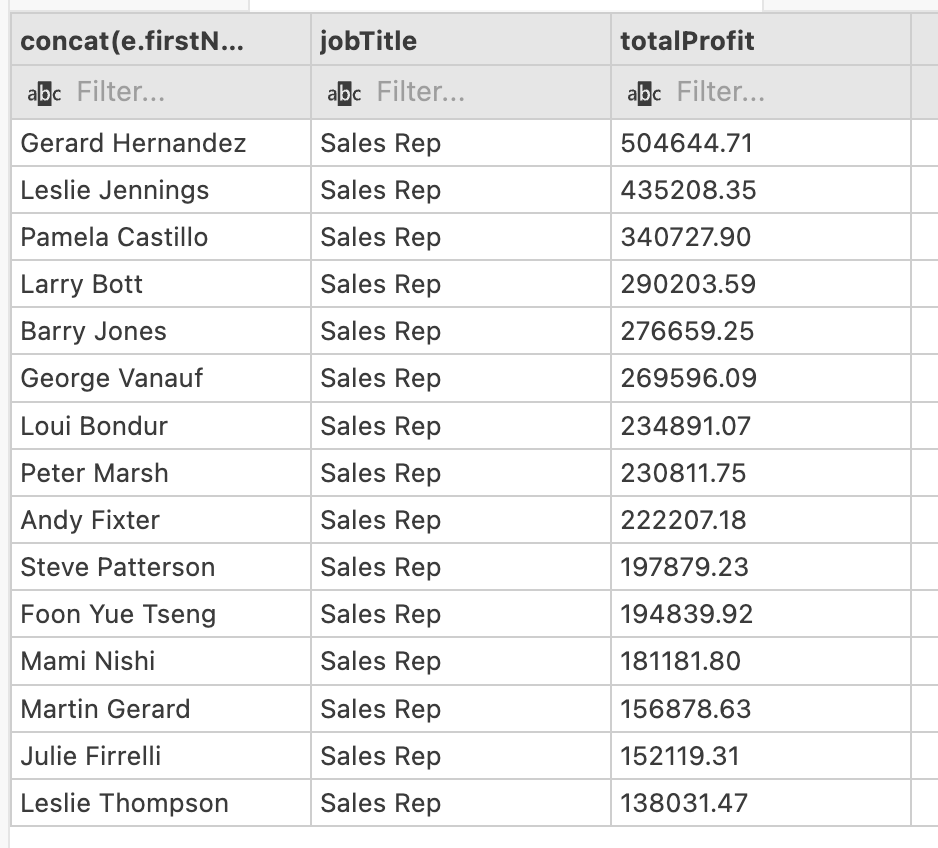 concat(e.firstN... jobTitle totalProfit
abc Filter... abc Filter... abc Filter...
Gerard Hernandez Sales Rep 504644.71
Leslie Jennings Sales Rep 435208.35
Pamela Castillo Sales Rep 340727.90
Larry Bott Sales Rep 290203.59
Barry Jones Sales Rep 276659.25
George Vanauf Sales Rep 269596.09
Loui Bondur Sales Rep 234891.07
Peter Marsh Sales Rep 230811.75
Andy Fixter Sales Rep 222207.18
Steve Patterson Sales Rep 197879.23
Foon Yue Tseng Sales Rep 194839.92
Mami Nishi Sales Rep 181181.80
Martin Gerard Sales Rep 156878.63
Julie Firrelli Sales Rep 152119.31
Leslie Thompson Sales Rep 138031.47